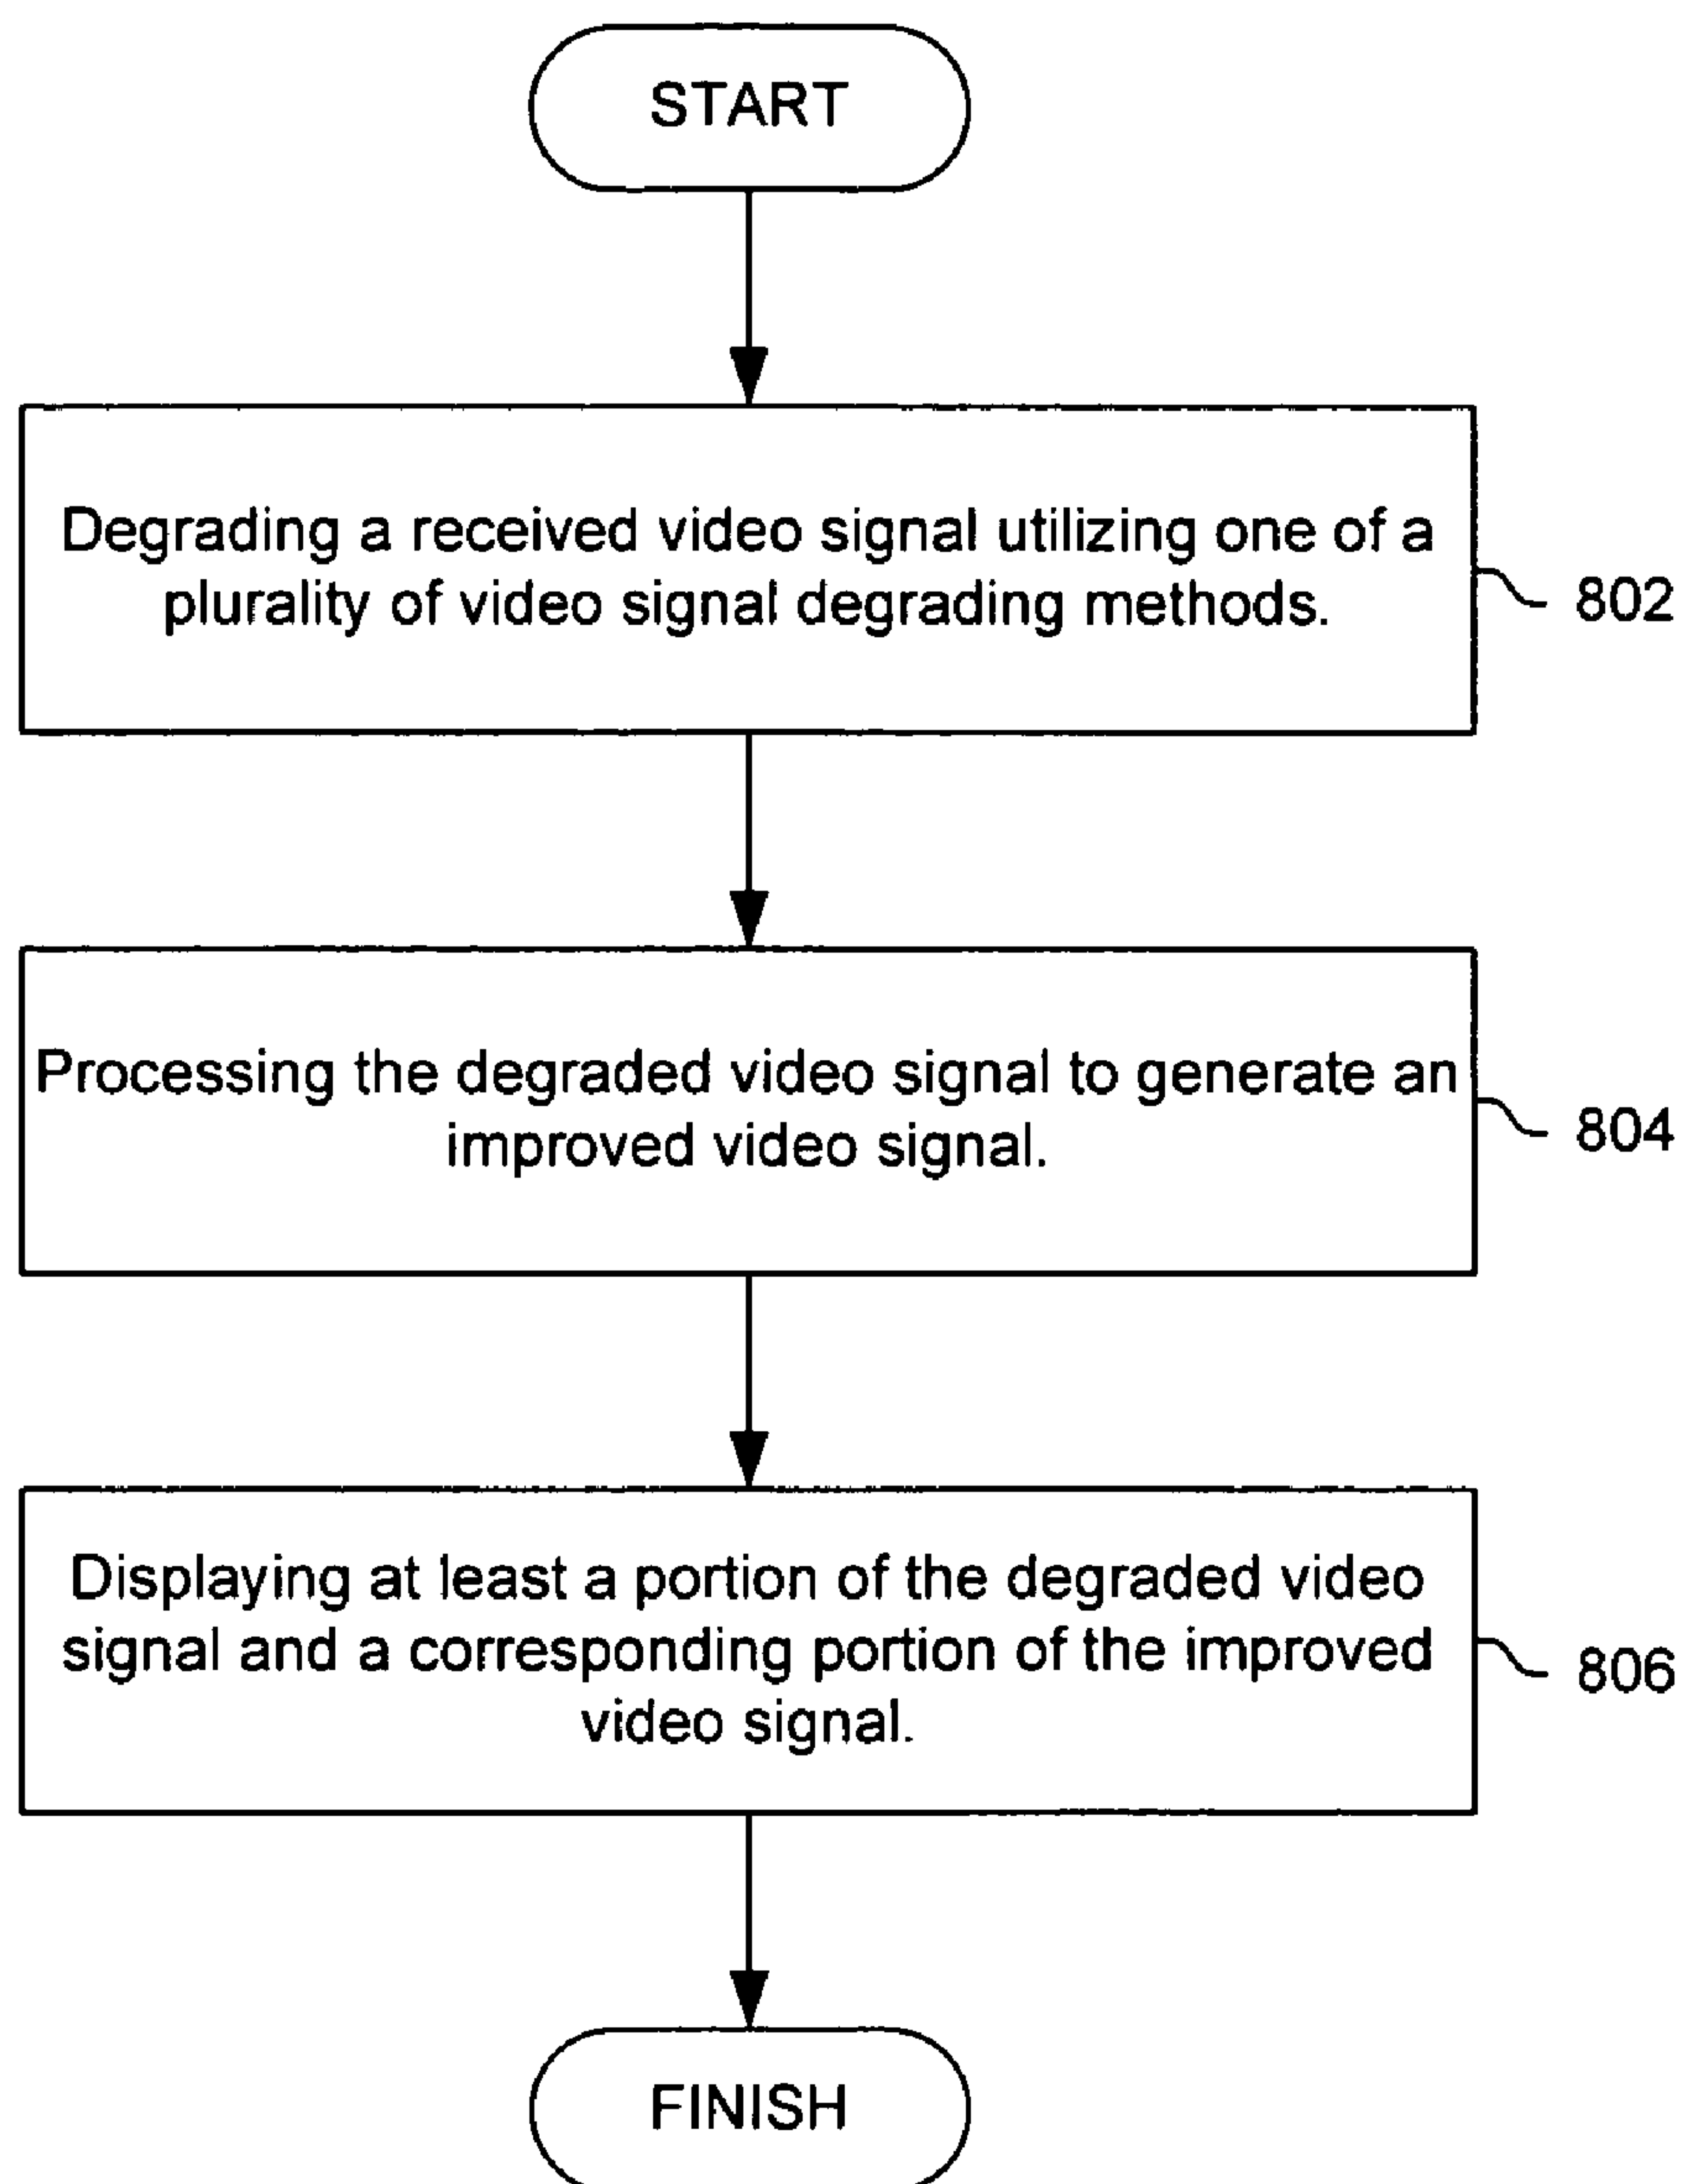 START
Degrading a received video signal utilizing one of a
plurality of video signal degrading methods.
802
Processing the degraded video signal to generate an
improved video signal.
804
Displaying at least a portion of the degraded video
signal and a corresponding portion of the improved
video signal.
806
FINISH